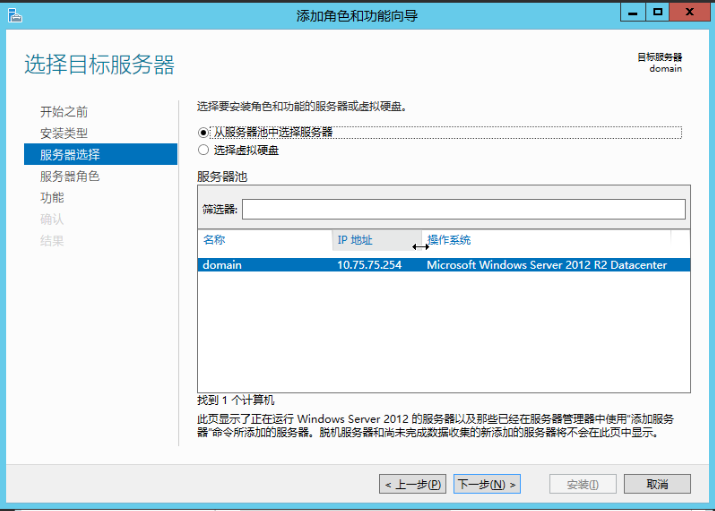 添加角色和功能向导
选择目标服务器
目标服务器
domain
开始之前
安装类型
服务器选择
服务器角色
功能
确认
结果
选择要安装角色和功能的服务器或虚拟硬盘。
从服务器池中选择服务器
选择虚拟硬盘
服务器池
筛选器:
名称 IP 地址 操作系统
domain 10.75.75.254 Microsoft Windows Server 2012 R2 Datacenter
找到 1 个计算机
此页显示了正在运行 Windows Server 2012 的服务器以及那些已经在服务器管理器中使用"添加服务
器"命令所添加的服务器。脱机服务器和尚未完成数据收集的新添加的服务器将不会在此页中显示。
< 上一步(P) 下一步(N) > 安装(I) 取消